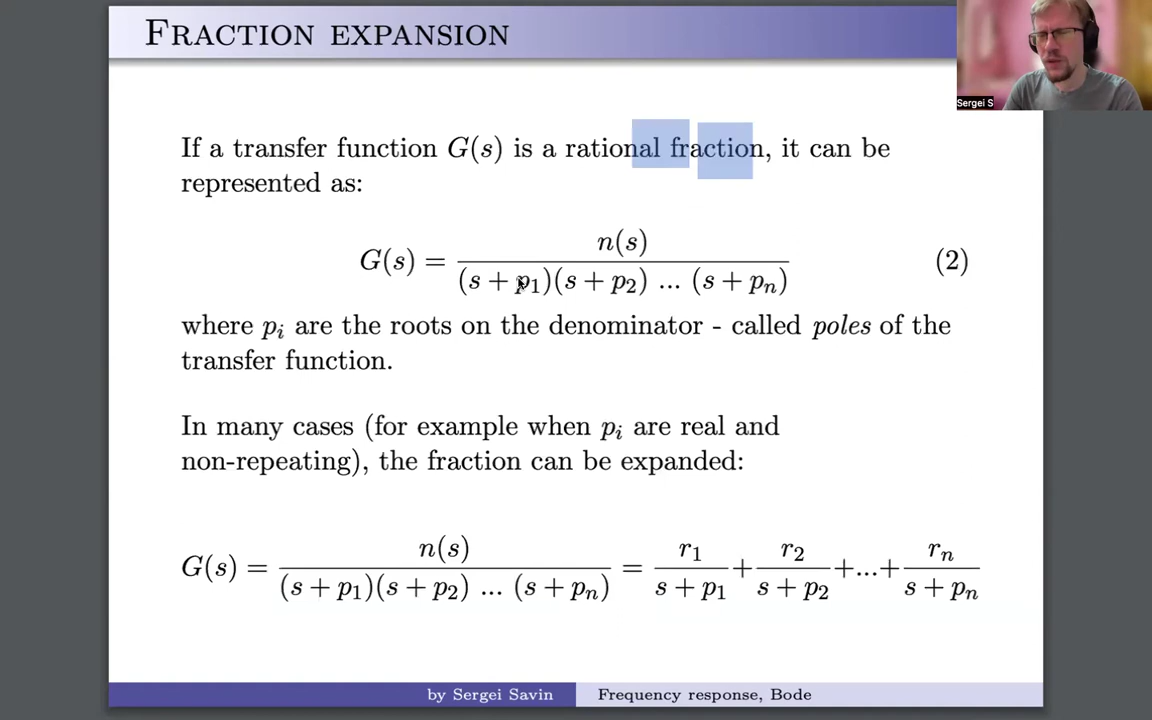 FRACTION EXPANSION
Sergei S
If a transfer function G(s) is a rational fraction, it can be
represented as:
G(s) = n(s) / (s + p₁)(s + p₂) ... (s + pₙ) (2)
where pᵢ are the roots on the denominator - called poles of the
transfer function.
In many cases (for example when pᵢ are real and
non-repeating), the fraction can be expanded:
G(s) = n(s) / (s + p₁)(s + p₂) ... (s + pₙ) = r₁ / s + p₁ + r₂ / s + p₂ +...+ rₙ / s + pₙ
by Sergei Savin Frequency response, Bode